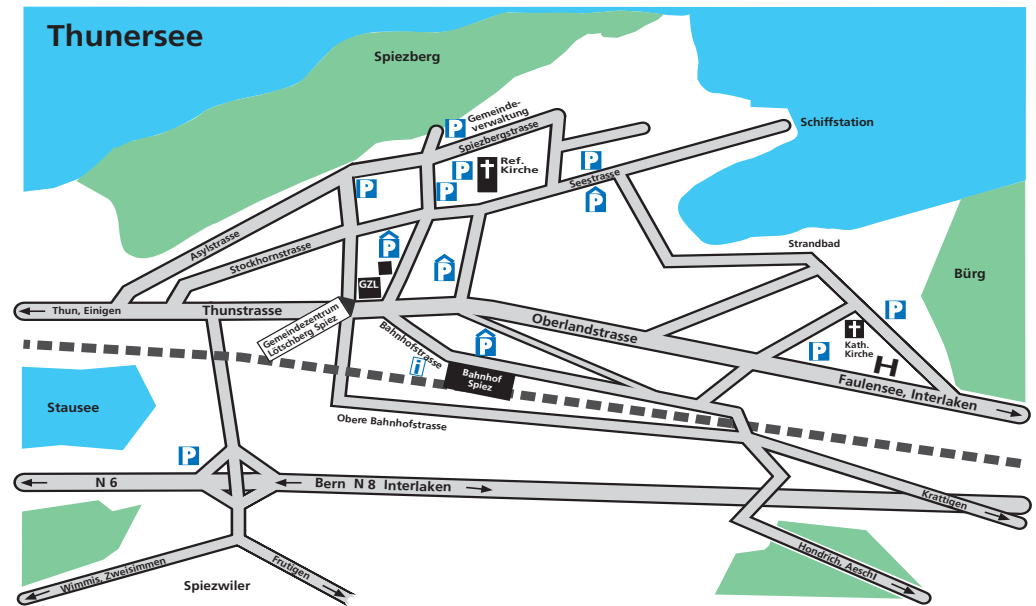 Thunersee
Spiezberg
P
Gemeinde-
verwaltung
Spiezbergstrasse
Schiffstation
P
Ref.
Kirche
P
P
P
Seestrasse
P
Asylstrasse
Stockhornstrasse
P
Strandbad
P
Bürg
GZL
Thun, Einigen
Thunstrasse
Gemeindezentrum
Lötschberg Spiez
Bahnhofstrasse
Oberlandstrasse
P
P
Kath.
Kirche
P
i
Bahnhof
Spiez
Faulensee, Interlaken
Stausee
Obere Bahnhofstrasse
P
N 6
Bern N 8 Interlaken
Krattigen
Hondrich, Aeschl
Wimmis, Zweisimmen
Frutigen
Spiezwiler